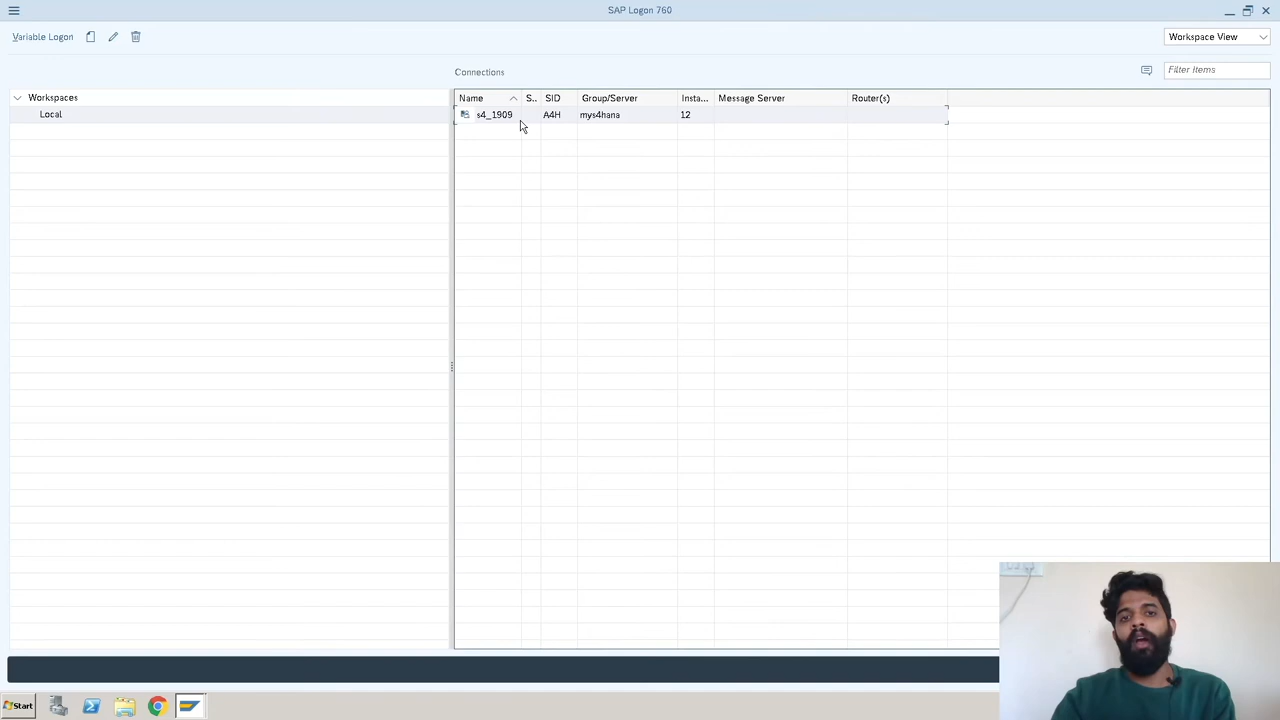 SAP Logon 760
Variable Logon
Workspace View
Connections
Filter Items
Workspaces
Local
Name S.. SID Group/Server Insta... Message Server Router(s)
s4_1909 A4H mys4hana 12
Start